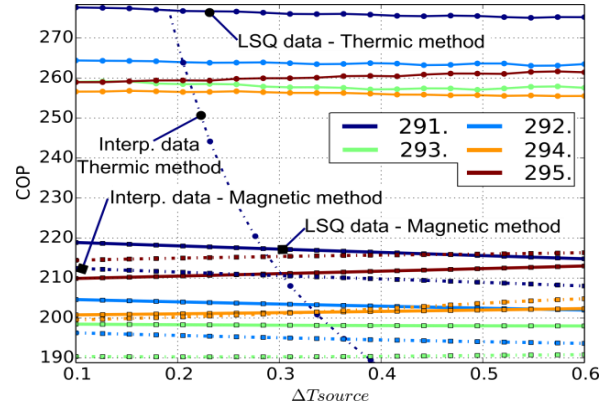 270
260
250
240
230
220
210
200
190
COP
LSQ data - Thermic method
Interp. data
Thermic method
Interp. data - Magnetic method
LSQ data - Magnetic method
291. 292.
293. 294.
295.
0.1 0.2 0.3 0.4 0.5 0.6
ΔTsource